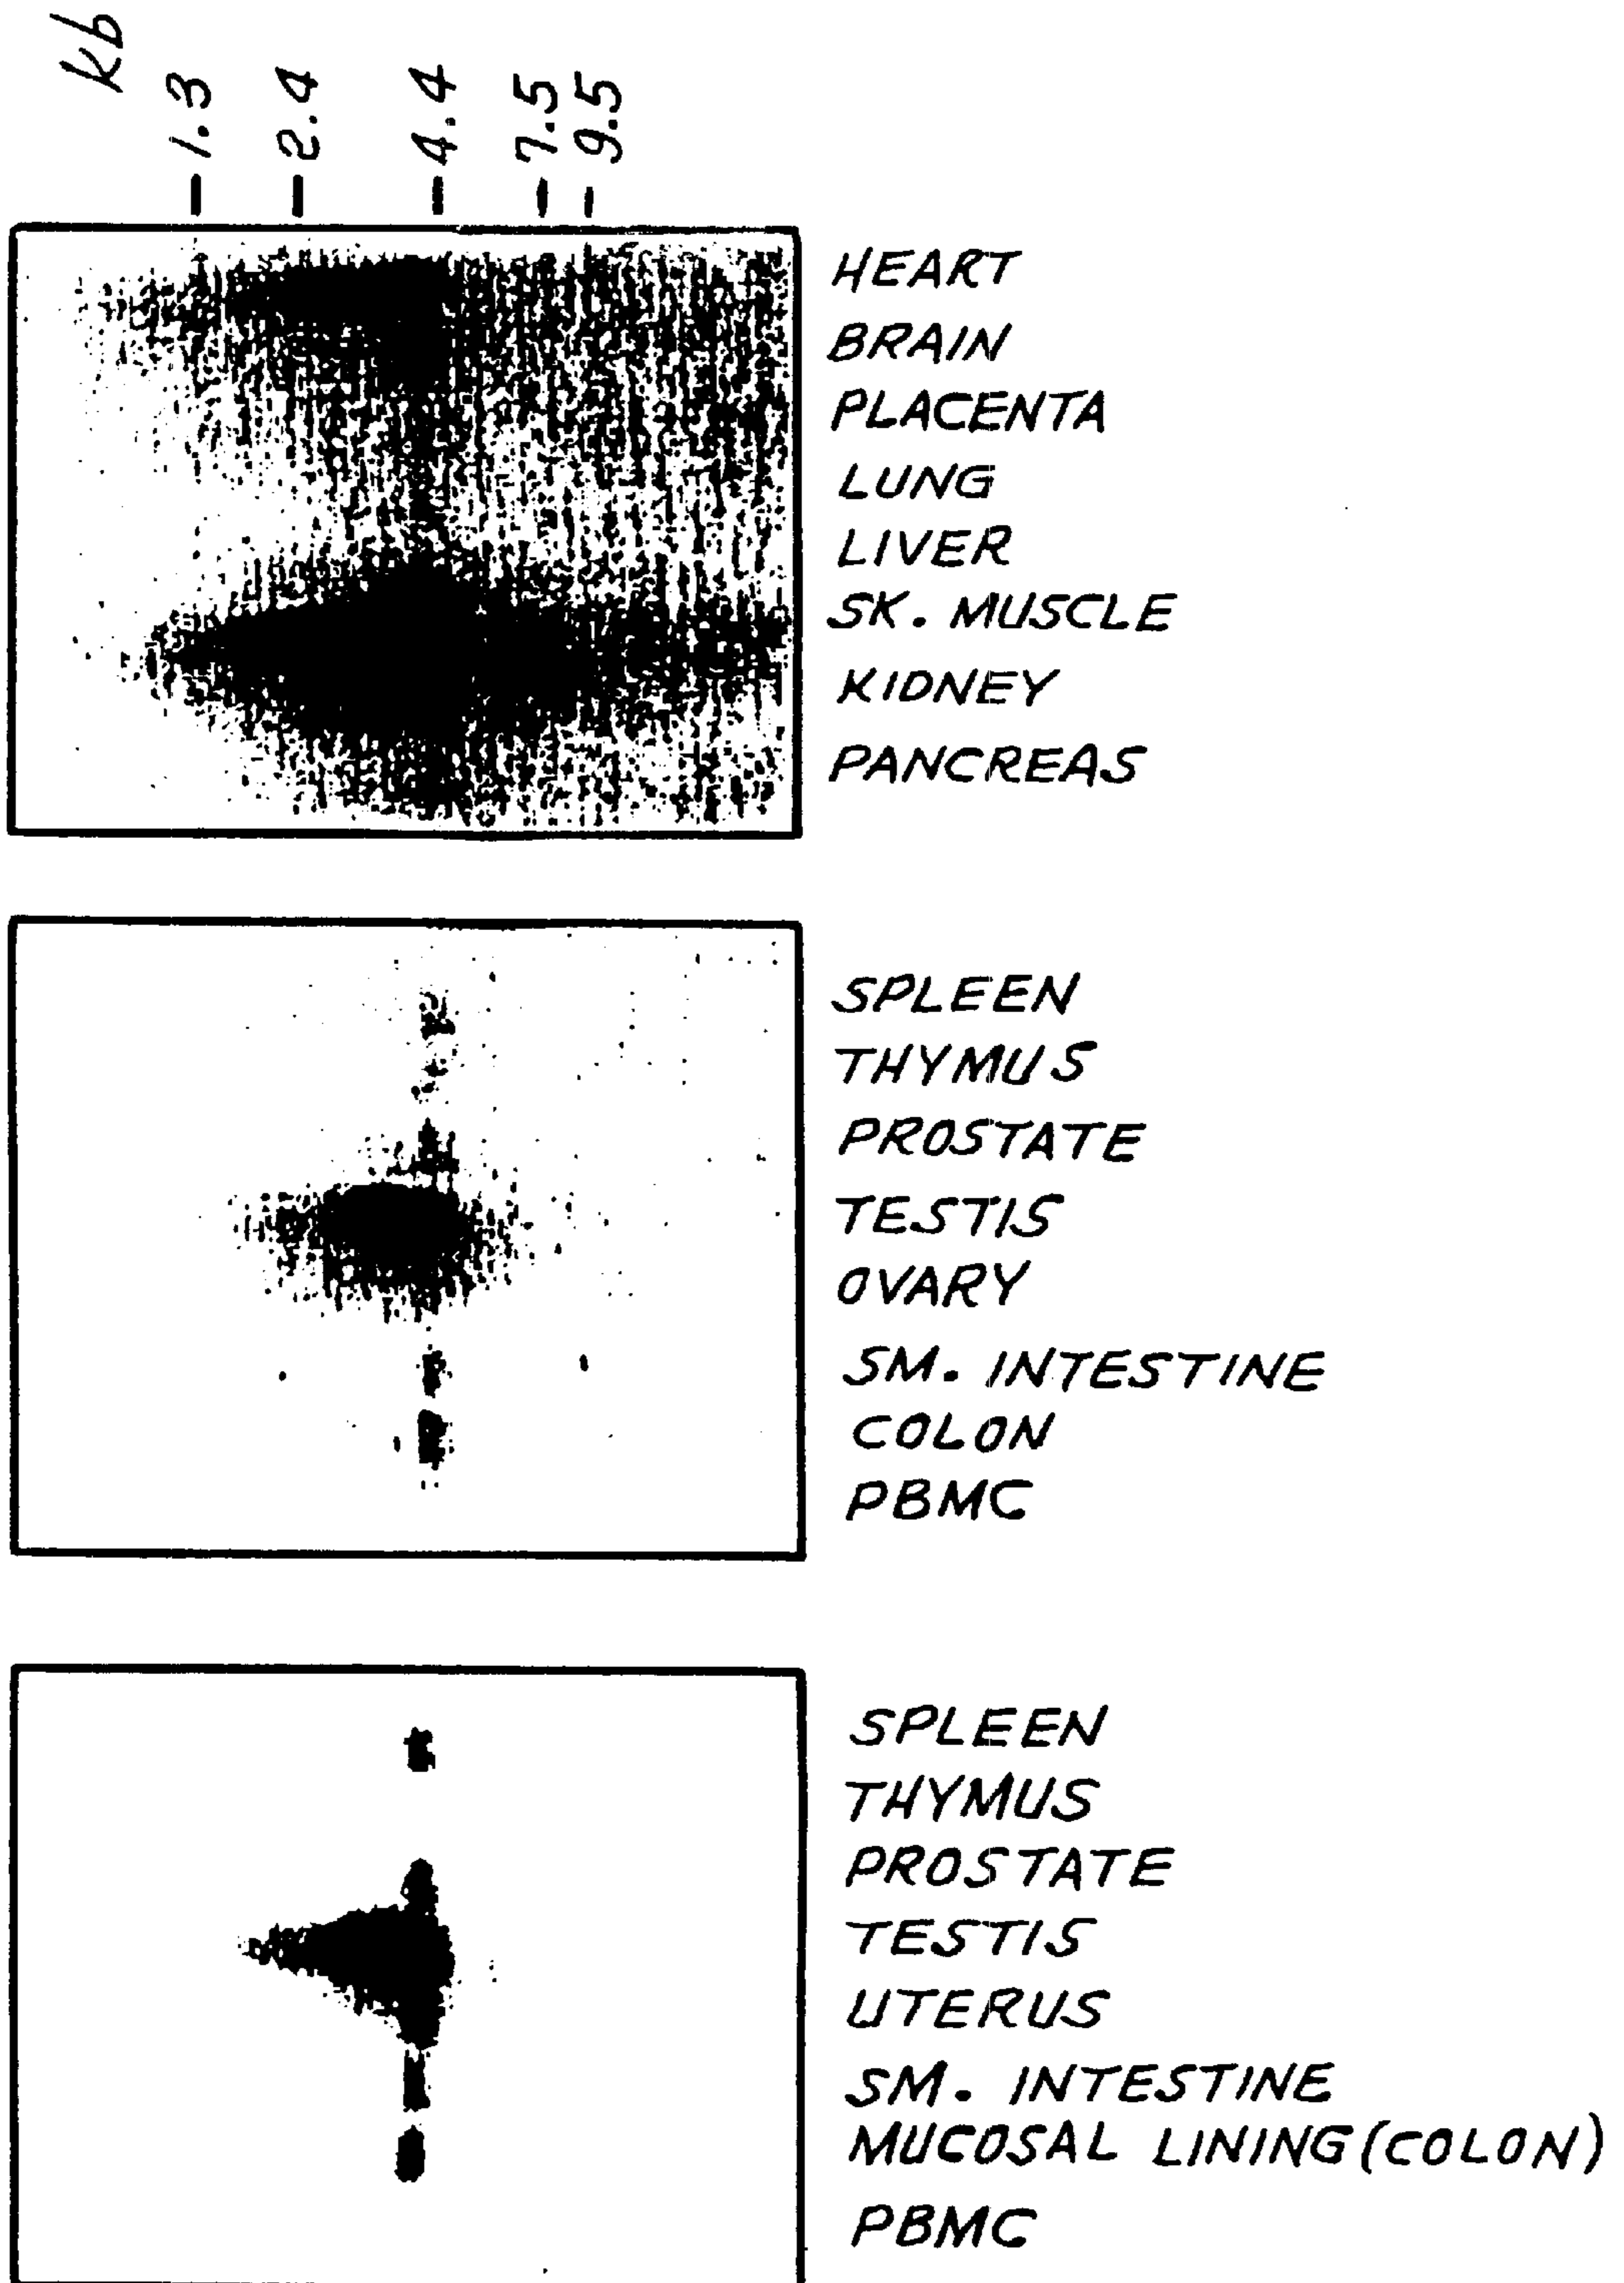 kb
1.3
2.4
4.4
7.5
9.5
HEART
BRAIN
PLACENTA
LUNG
LIVER
SK. MUSCLE
KIDNEY
PANCREAS
SPLEEN
THYMUS
PROSTATE
TESTIS
OVARY
SM. INTESTINE
COLON
PBMC
SPLEEN
THYMUS
PROSTATE
TESTIS
UTERUS
SM. INTESTINE
MUCOSAL LINING (COLON)
PBMC